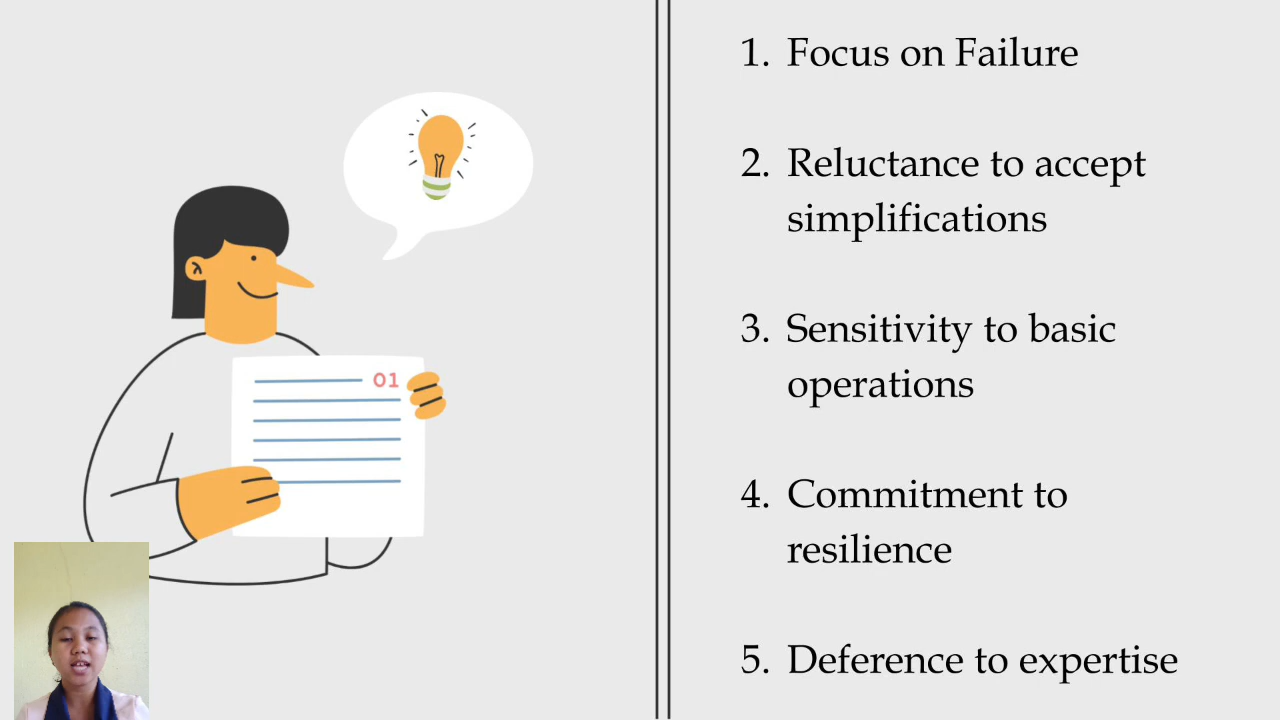 01
1. Focus on Failure
2. Reluctance to accept
simplifications
3. Sensitivity to basic
operations
4. Commitment to
resilience
5. Deference to expertise